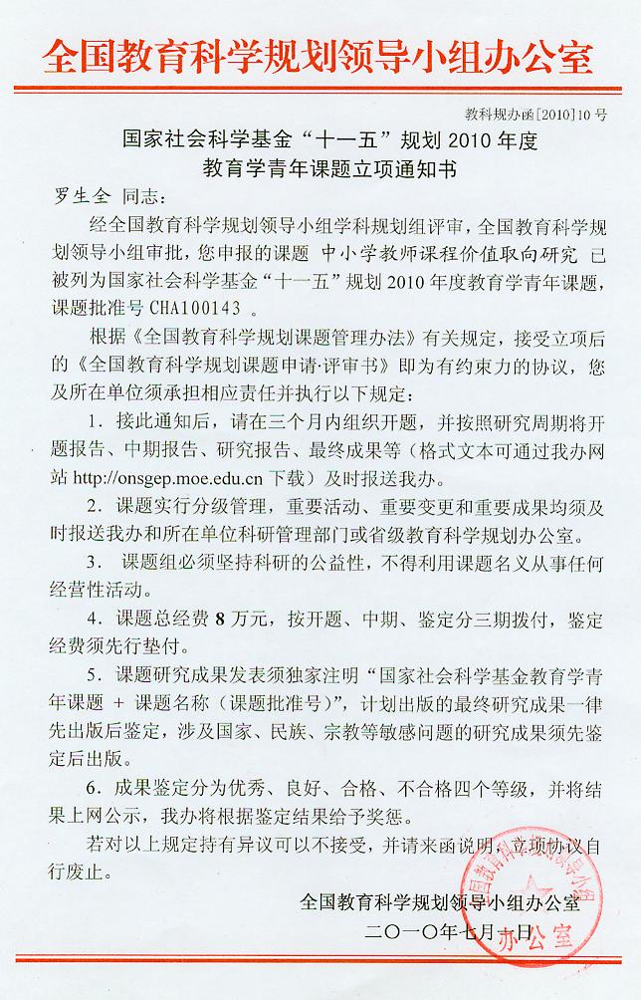 全国教育科学规划领导小组办公室
教科规办函[2010]10号
国家社会科学基金“十一五”规划 2010 年度
教育学青年课题立项通知书
罗生全 同志：
经全国教育科学规划领导小组学科规划组评审，全国教育科学规
划领导小组审批，您申报的课题 中小学教师课程价值取向研究 已
被列为国家社会科学基金“十一五”规划 2010 年度教育学青年课题，
课题批准号 CHA100143 。
根据《全国教育科学规划课题管理办法》有关规定，接受立项后
的《全国教育科学规划课题申请·评审书》即为有约束力的协议，您
及所在单位须承担相应责任并执行以下规定：
1．接此通知后，请在三个月内组织开题，并按照研究周期将开
题报告、中期报告、研究报告、最终成果等（格式文本可通过我办网
站 http://onsgep.moe.edu.cn 下载）及时报送我办。
2．课题实行分级管理，重要活动、重要变更和重要成果均须及
时报送我办和所在单位科研管理部门或省级教育科学规划办公室。
3． 课题组必须坚持科研的公益性，不得利用课题名义从事任何
经营性活动。
4．课题总经费 8 万元，按开题、中期、鉴定分三期拨付，鉴定
经费须先行垫付。
5．课题研究成果发表须独家注明“国家社会科学基金教育学青
年课题 + 课题名称（课题批准号）”，计划出版的最终研究成果一律
先出版后鉴定，涉及国家、民族、宗教等敏感问题的研究成果须先鉴
定后出版。
6．成果鉴定分为优秀、良好、合格、不合格四个等级，并将结
果上网公示，我办将根据鉴定结果给予奖惩。
若对以上规定持有异议可以不接受，并请来函说明，立项协议自
行废止。
全国教育科学规划领导小组办公室
二〇一〇年七月一日
全国教育科学规划领导小组
办公室